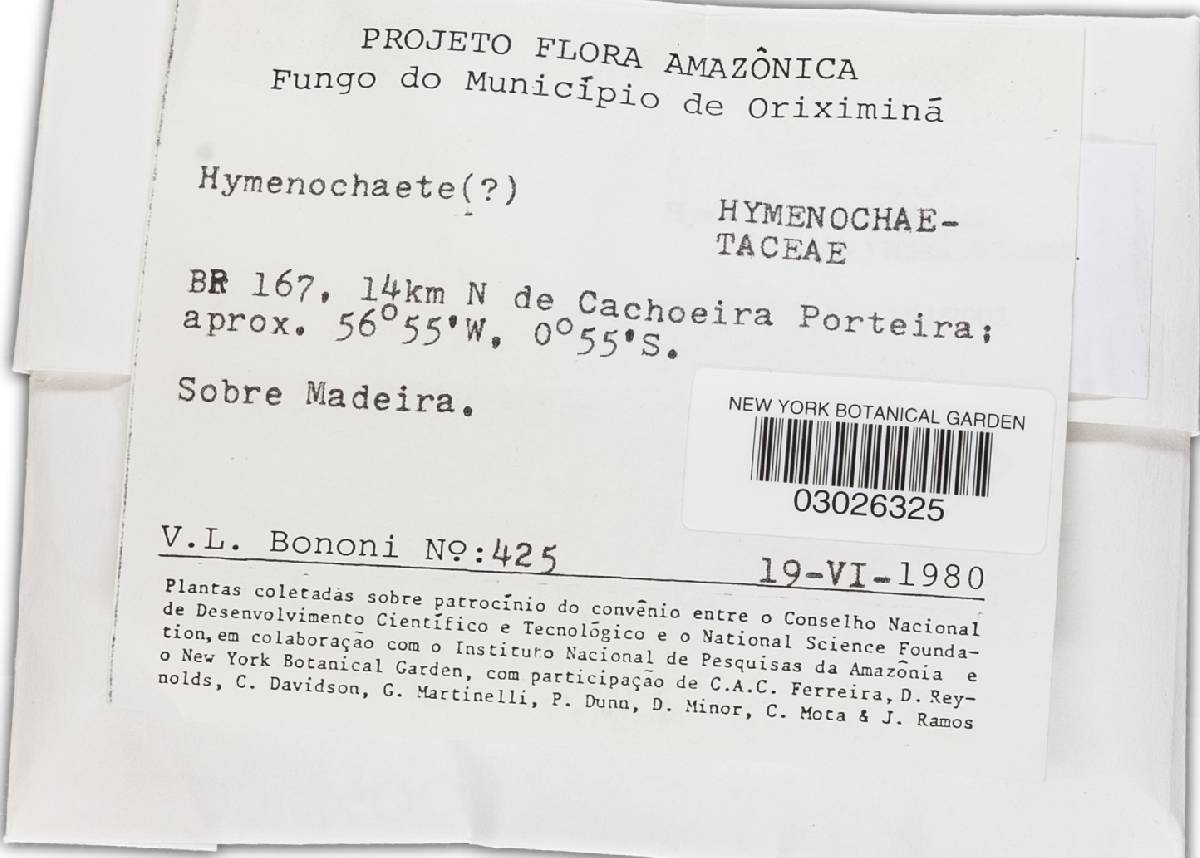 PROJETO FLORA AMAZÔNICA
Fungo do Município de Oriximiná
Hymenochaete(?)
HYMENOCHAE-
TACEAE
BR 167, 14km N de Cachoeira Porteira;
aprox. 56°55'W, 0°55'S.
Sobre Madeira.
NEW YORK BOTANICAL GARDEN
03026325
V.L. Bononi Nº:425
19-VI-1980
Plantas coletadas sobre patrocínio do convênio entre o Conselho Nacional
de Desenvolvimento Científico e Tecnológico e o National Science Founda-
tion, em colaboração com o Instituto Nacional de Pesquisas da Amazônia e
o New York Botanical Garden, com participação de C.A.C. Ferreira, D. Rey-
nolds, C. Davidson, G. Martinelli, P. Dunn, D. Minor, C. Mota & J. Ramos